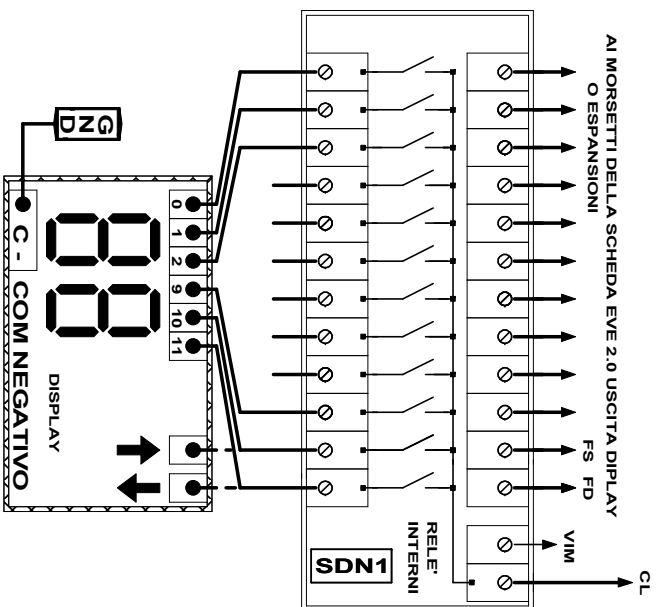 AI MORSETTI DELLA SCHEDA EVE 2.0 USCITA DIPLAY
O ESPANSIONI
FS
FD
VIM
CL
RELE'
INTERNI
SDN1
GND
C -
COM NEGATIVO
DISPLAY
0
1
2
9
10
11